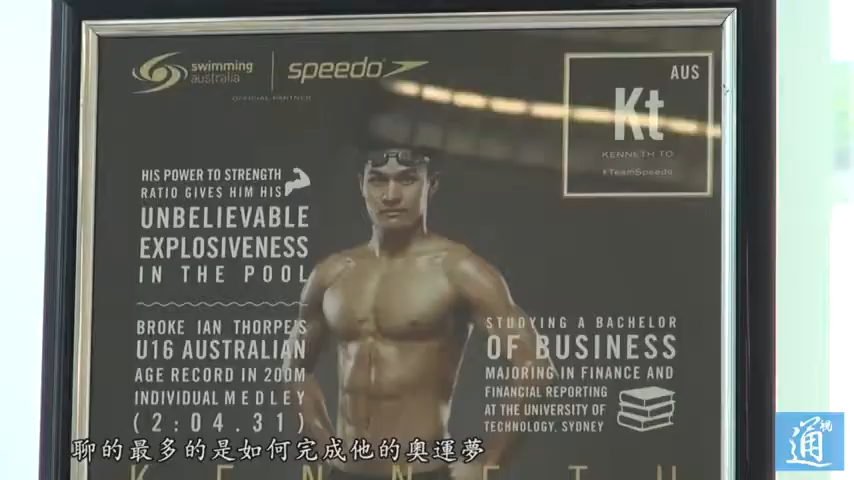 swimming
australia
speedo
OFFICIAL PARTNER
AUS
Kt
KENNETH TO
#TeamSpeedo
HIS POWER TO STRENGTH
RATIO GIVES HIM HIS
UNBELIEVABLE
EXPLOSIVENESS
IN THE POOL
BROKE IAN THORPE'S
U16 AUSTRALIAN
AGE RECORD IN 200M
INDIVIDUAL MEDLEY
(2:04.31)
STUDYING A BACHELOR
OF BUSINESS
MAJORING IN FINANCE AND
FINANCIAL REPORTING
AT THE UNIVERSITY OF
TECHNOLOGY, SYDNEY
聊的最多的是如何完成他的奧運夢
KENNETH
通視